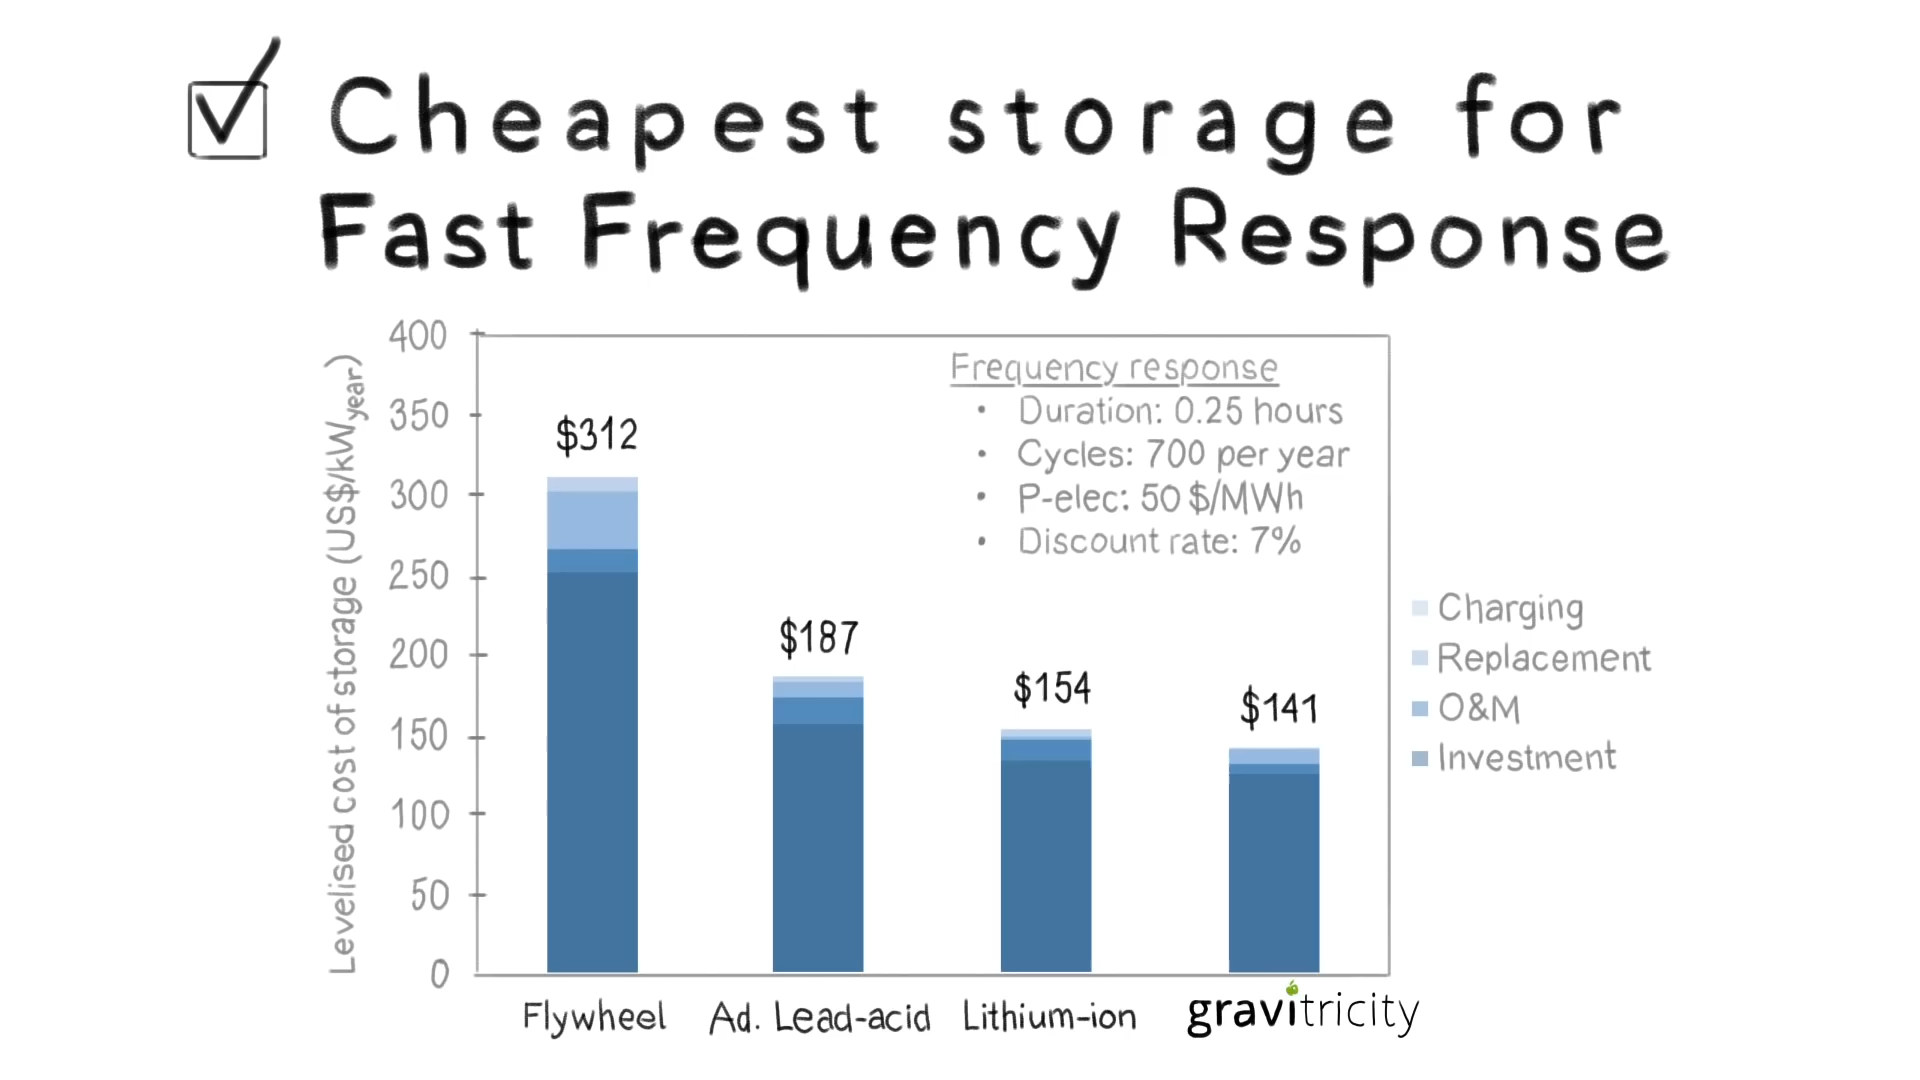 Cheapest storage for
Fast Frequency Response
Levelised cost of storage (US$/kWyear)
400
350
300
250
200
150
100
50
0
$312
$187
$154
$141
Frequency response
• Duration: 0.25 hours
• Cycles: 700 per year
• P-elec: 50 $/MWh
• Discount rate: 7%
Charging
Replacement
O&M
Investment
Flywheel
Ad. Lead-acid
Lithium-ion
gravitricity